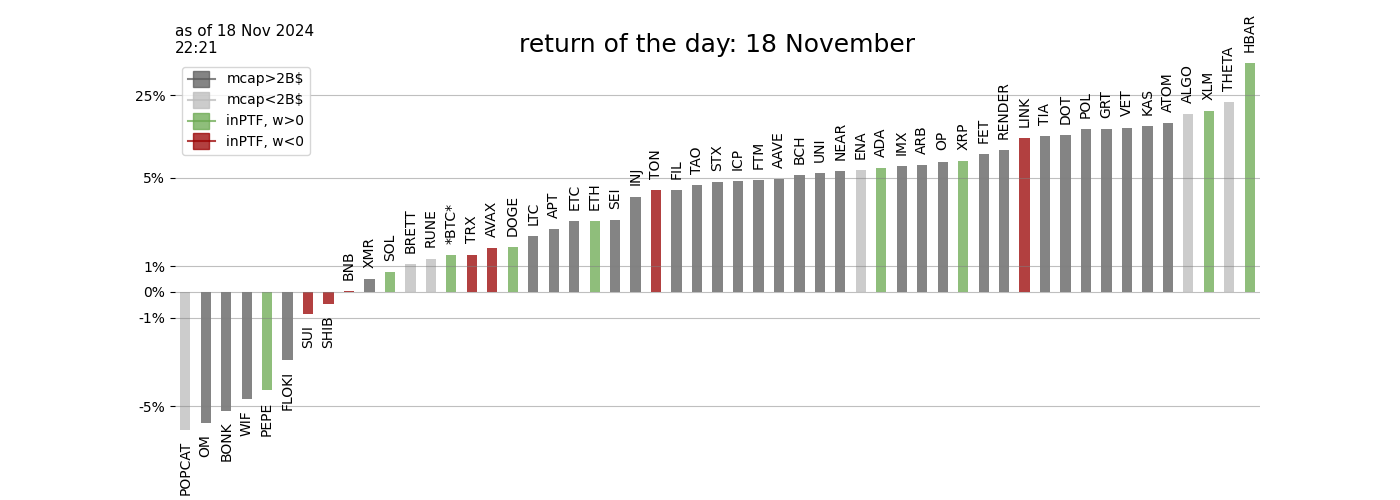 as of 18 Nov 2024
22:21
return of the day: 18 November
mcap>2B$
mcap<2B$
inPTF, w>0
inPTF, w<0
25%
5%
1%
0%
-1%
-5%
POPCAT
OM
BONK
WIF
PEPE
FLOKI
SUI
SHIB
BNB
XMR
SOL
BRETT
RUNE
*BTC*
TRX
AVAX
DOGE
LTC
APT
ETC
ETH
SEI
INJ
TON
FIL
TAO
STX
ICP
FTM
AAVE
BCH
UNI
NEAR
ENA
ADA
IMX
ARB
OP
XRP
FET
RENDER
LINK
TIA
DOT
POL
GRT
VET
KAS
ATOM
ALGO
XLM
THETA
HBAR